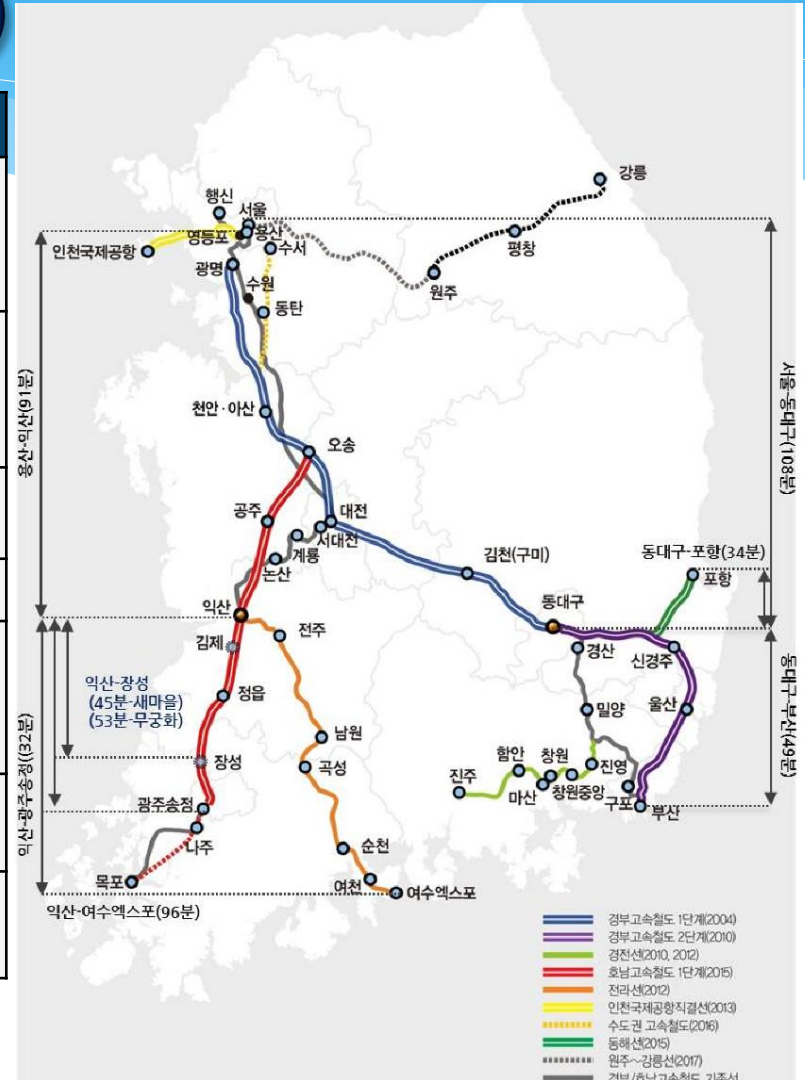 강릉
행신
서울
영등포
용산
수서
평창
인천국제공항
광명
원주
수원
동탄
용산-익산(91분)
서울-동대구(108분)
천안·아산
오송
공주
대전
서대전
계룡
논산
김천(구미)
동대구-포항(34분)
포항
동대구
익산
전주
김제
경산
신경주
익산-장성
(45분-새마을)
(53분-무궁화)
정읍
밀양
울산
동대구-부산(49분)
남원
장성
곡성
함안
창원
진영
진주
마산
창원중앙
구포
부산
광주송정
익산-광주송정((32분)
나주
순천
목포
여천
여수엑스포
익산-여수엑스포(96분)
경부고속철도 1단계(2004)
경부고속철도 2단계(2010)
경전선(2010, 2012)
호남고속철도 1단계(2015)
전라선(2012)
인천국제공항직결선(2013)
수도권 고속철도(2016)
동해선(2015)
원주~강릉선(2017)
경부/호남고속철도 기존선